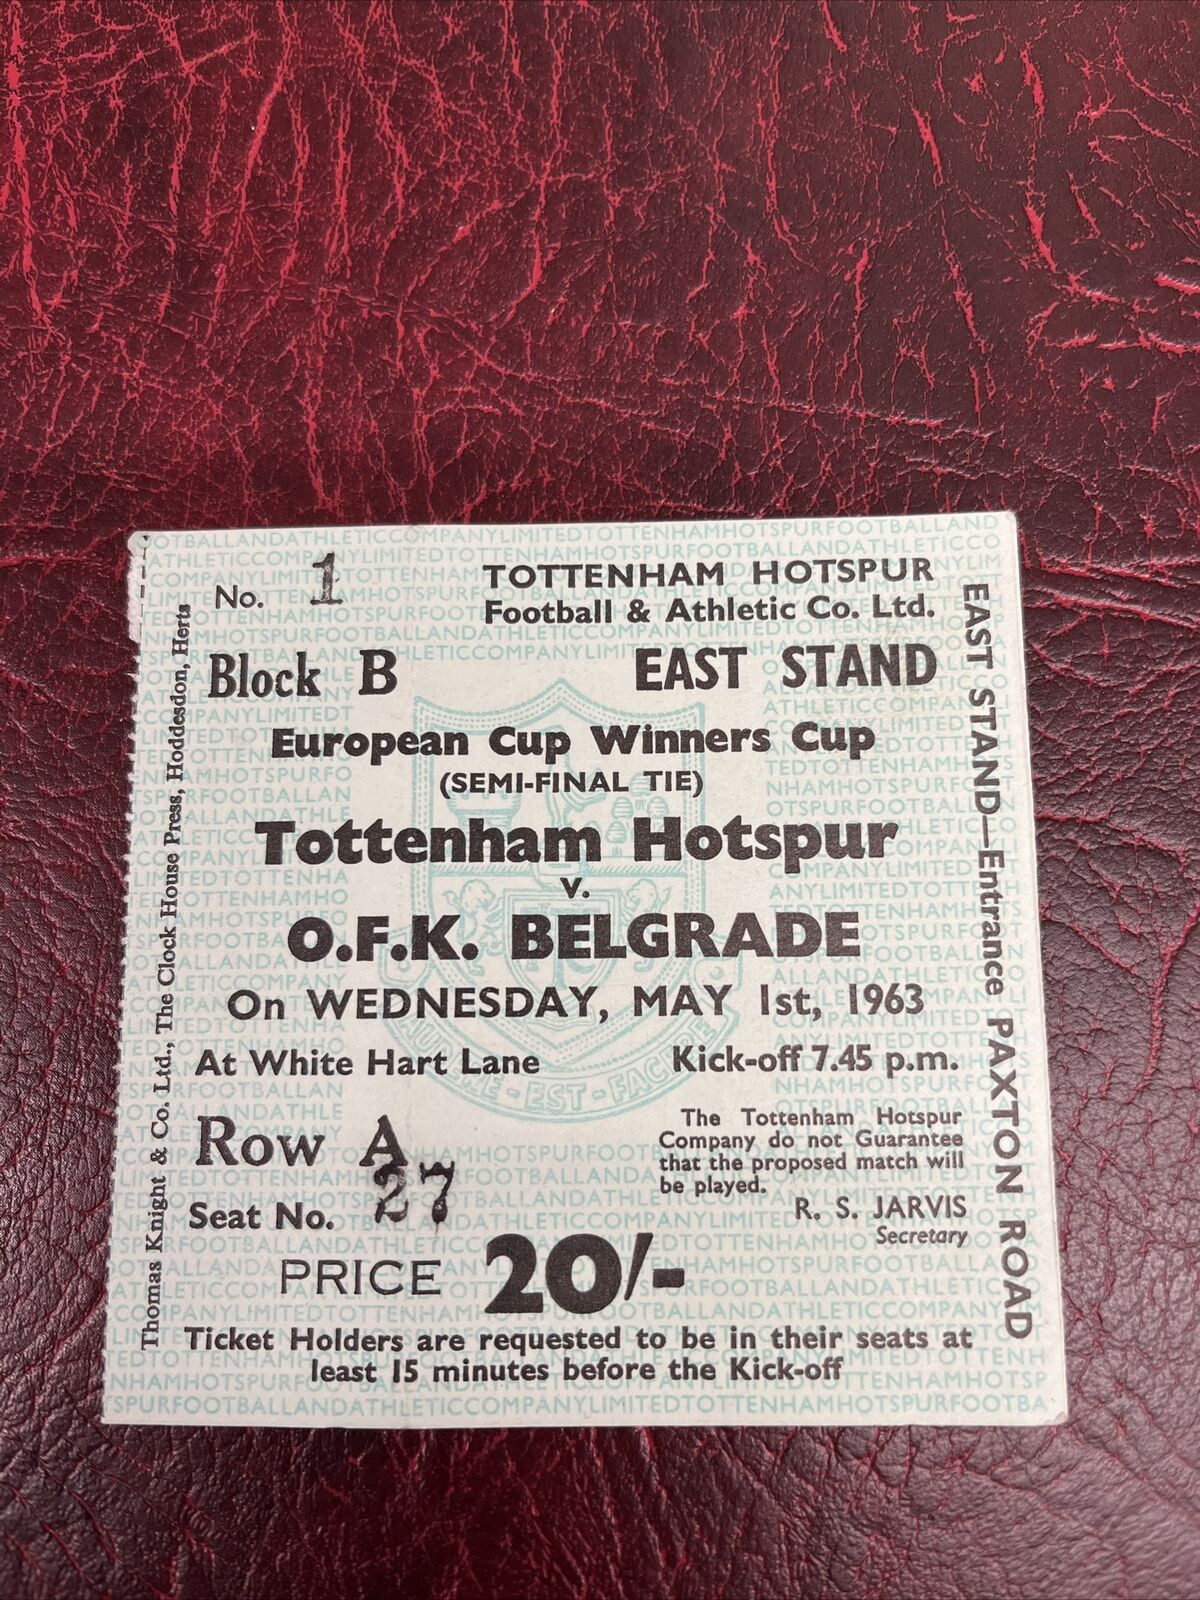 No. 1
TOTTENHAM HOTSPUR
Football & Athletic Co. Ltd.
Block B
EAST STAND
European Cup Winners Cup
(SEMI-FINAL TIE)
Tottenham Hotspur
v.
O.F.K. BELGRADE
On WEDNESDAY, MAY 1st, 1963
At White Hart Lane
Kick-off 7.45 p.m.
Row A
Seat No. 27
The Tottenham Hotspur
Company do not Guarantee
that the proposed match will
be played.
R. S. JARVIS
Secretary
PRICE 20/-
Ticket Holders are requested to be in their seats at
least 15 minutes before the Kick-off
Thomas Knight & Co. Ltd., The Clock House Press, Hoddesdon, Herts
EAST STAND—Entrance PAXTON ROAD